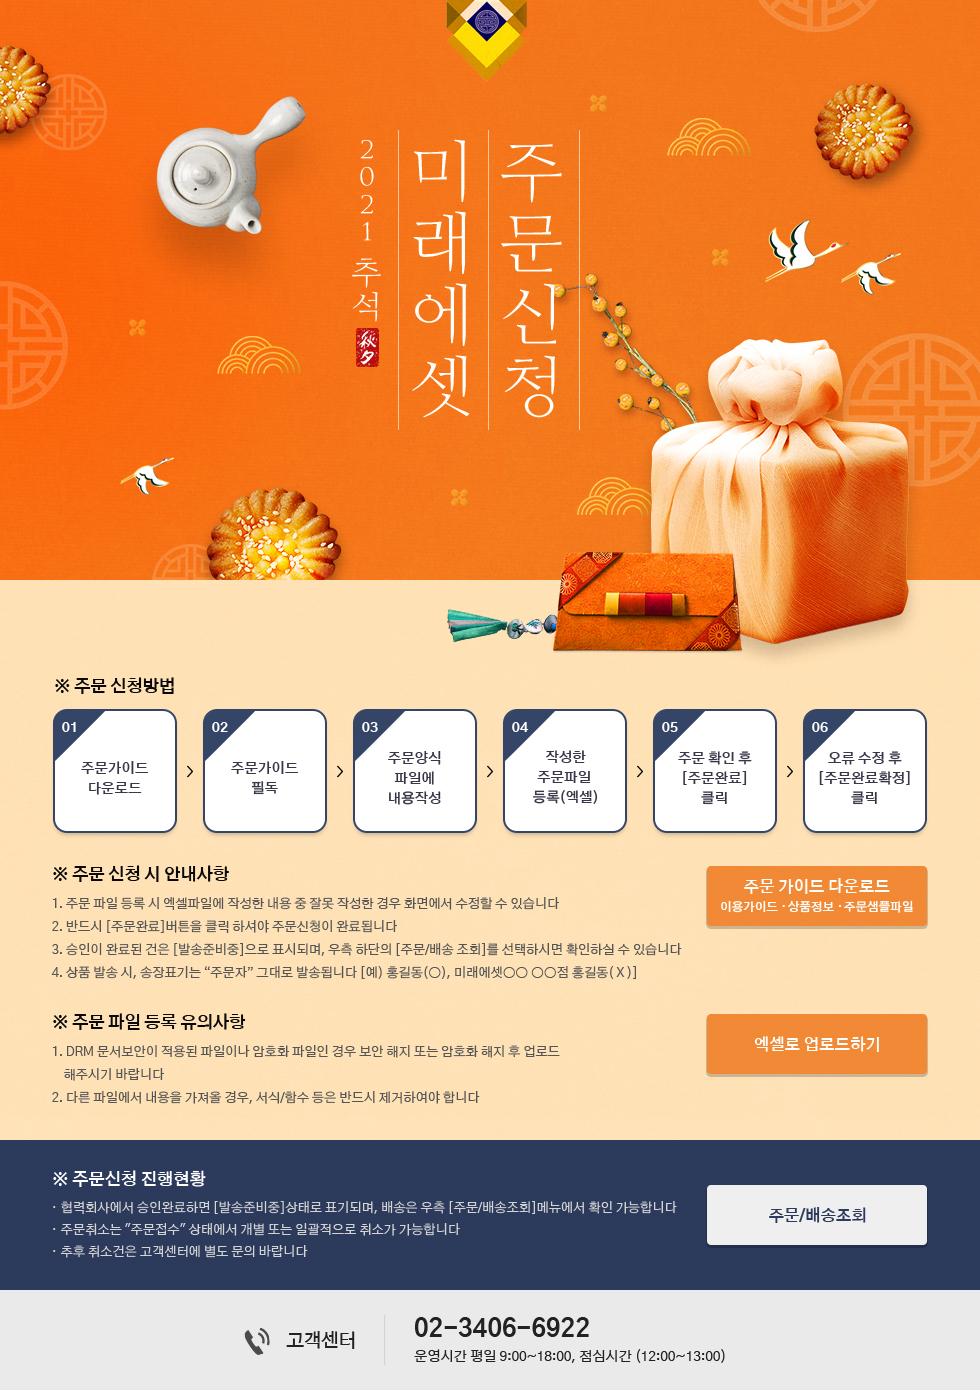 2021 추석
秋夕
미래에셋
주문신청
※ 주문 신청방법
01
주문가이드
다운로드
02
주문가이드
필독
03
주문양식
파일에
내용작성
04
작성한
주문파일
등록(엑셀)
05
주문 확인 후
[주문완료]
클릭
06
오류 수정 후
[주문완료확정]
클릭
※ 주문 신청 시 안내사항
1. 주문 파일 등록 시 엑셀파일에 작성한 내용 중 잘못 작성한 경우 화면에서 수정할 수 있습니다
2. 반드시 [주문완료]버튼을 클릭 하셔야 주문신청이 완료됩니다
3. 승인이 완료된 건은 [발송준비중]으로 표시되며, 우측 하단의 [주문/배송 조회]를 선택하시면 확인하실 수 있습니다
4. 상품 발송 시, 송장표기는 “주문자” 그대로 발송됩니다 [예) 홍길동(○), 미래에셋○○ ○○점 홍길동(X)]
주문 가이드 다운로드
이용가이드 · 상품정보 · 주문샘플파일
※ 주문 파일 등록 유의사항
1. DRM 문서보안이 적용된 파일이나 암호화 파일인 경우 보안 해지 또는 암호화 해지 후 업로드
해주시기 바랍니다
2. 다른 파일에서 내용을 가져올 경우, 서식/함수 등은 반드시 제거하여야 합니다
엑셀로 업로드하기
※ 주문신청 진행현황
· 협력회사에서 승인완료하면 [발송준비중]상태로 표기되며, 배송은 우측 [주문/배송조회]메뉴에서 확인 가능합니다
· 주문취소는 "주문접수" 상태에서 개별 또는 일괄적으로 취소가 가능합니다
· 추후 취소건은 고객센터에 별도 문의 바랍니다
주문/배송조회
고객센터
02-3406-6922
운영시간 평일 9:00~18:00, 점심시간 (12:00~13:00)